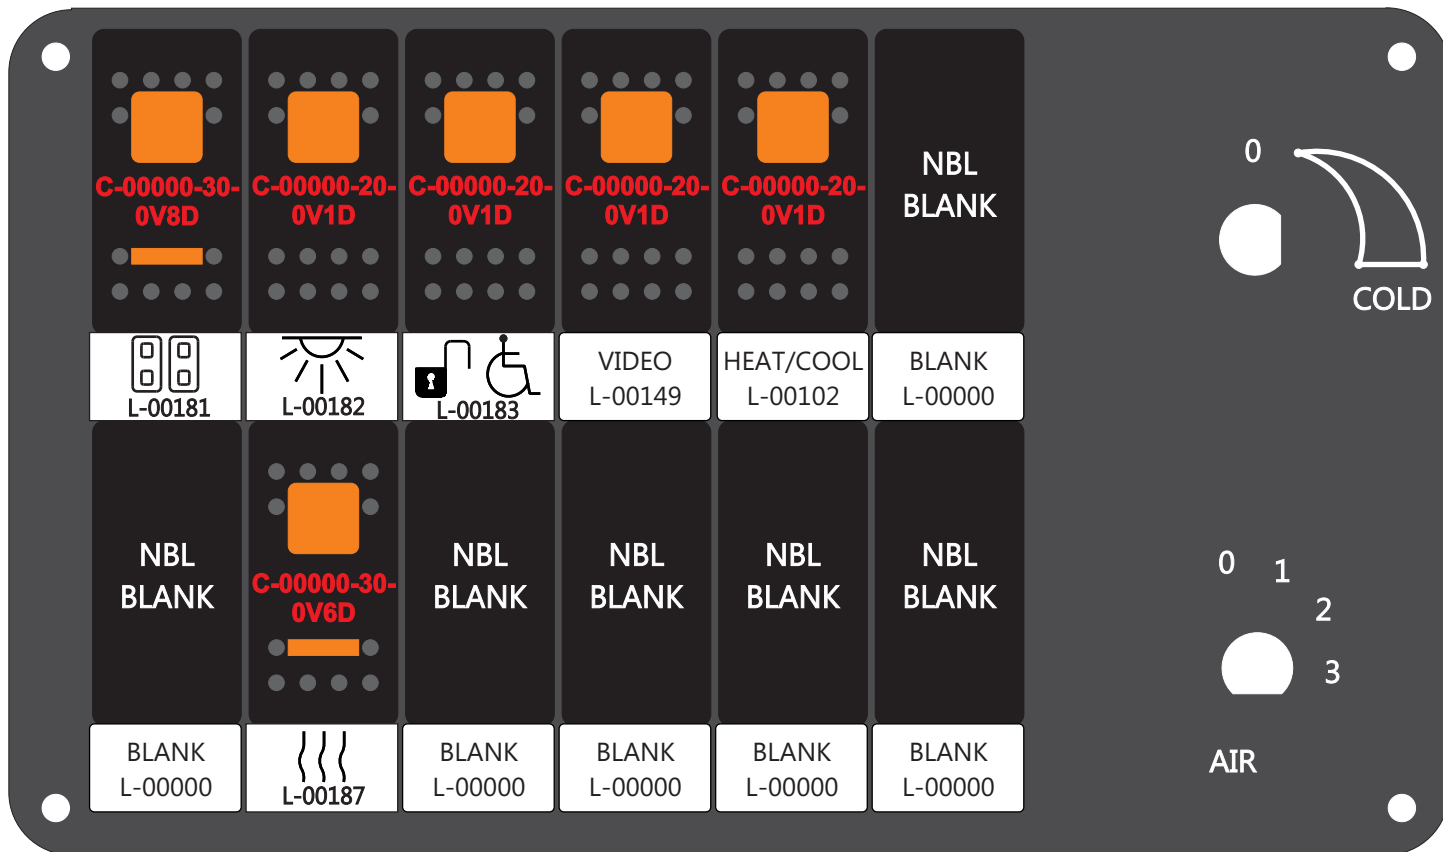 C-00000-30-
0V8D
C-00000-20-
0V1D
C-00000-20-
0V1D
C-00000-20-
0V1D
C-00000-20-
0V1D
NBL
BLANK
0
COLD
L-00181
L-00182
L-00183
VIDEO
L-00149
HEAT/COOL
L-00102
BLANK
L-00000
NBL
BLANK
C-00000-30-
0V6D
NBL
BLANK
NBL
BLANK
NBL
BLANK
NBL
BLANK
0
1
2
3
AIR
BLANK
L-00000
L-00187
BLANK
L-00000
BLANK
L-00000
BLANK
L-00000
BLANK
L-00000